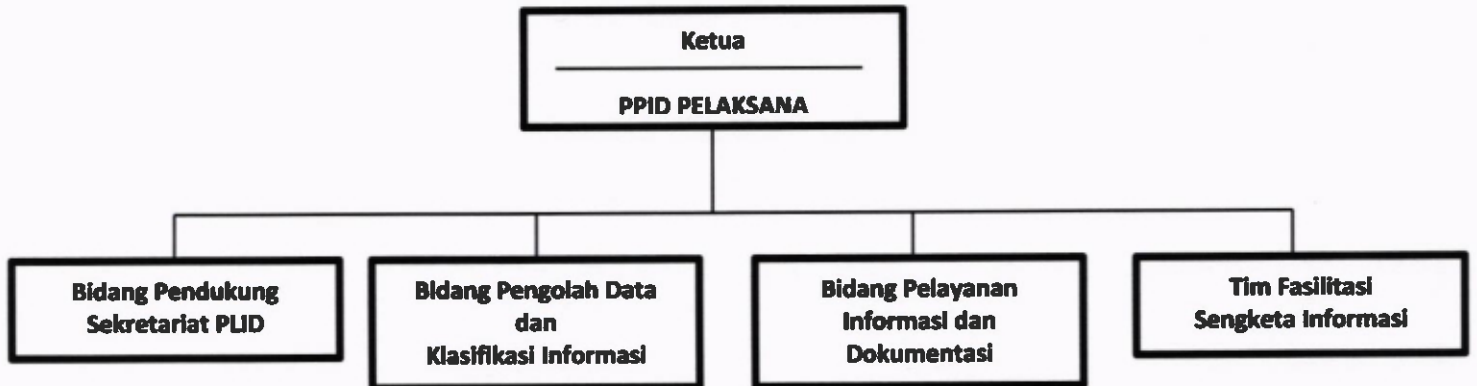 Ketua
PPID PELAKSANA
Bidang Pendukung
Sekretariat PLID
Bidang Pengolah Data
dan
Klasifikasi Informasi
Bidang Pelayanan
Informasi dan
Dokumentasi
Tim Fasilitasi
Sengketa Informasi